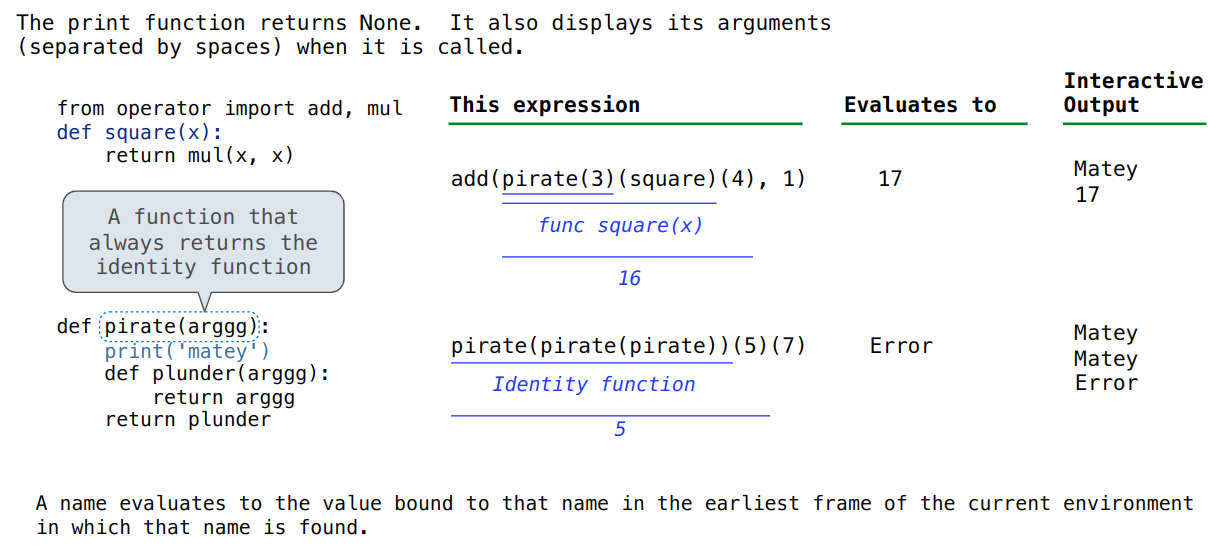 The print function returns None. It also displays its arguments
(separated by spaces) when it is called.
from operator import add, mul
def square(x):
    return mul(x, x)
A function that
always returns the
identity function
def pirate(arggg):
    print('matey')
    def plunder(arggg):
        return arggg
    return plunder
This expression
Evaluates to
Interactive
Output
add(pirate(3)(square)(4), 1)
func square(x)
16
17
Matey
17
pirate(pirate(pirate))(5)(7)
Identity function
5
Error
Matey
Matey
Error
A name evaluates to the value bound to that name in the earliest frame of the current environment
in which that name is found.